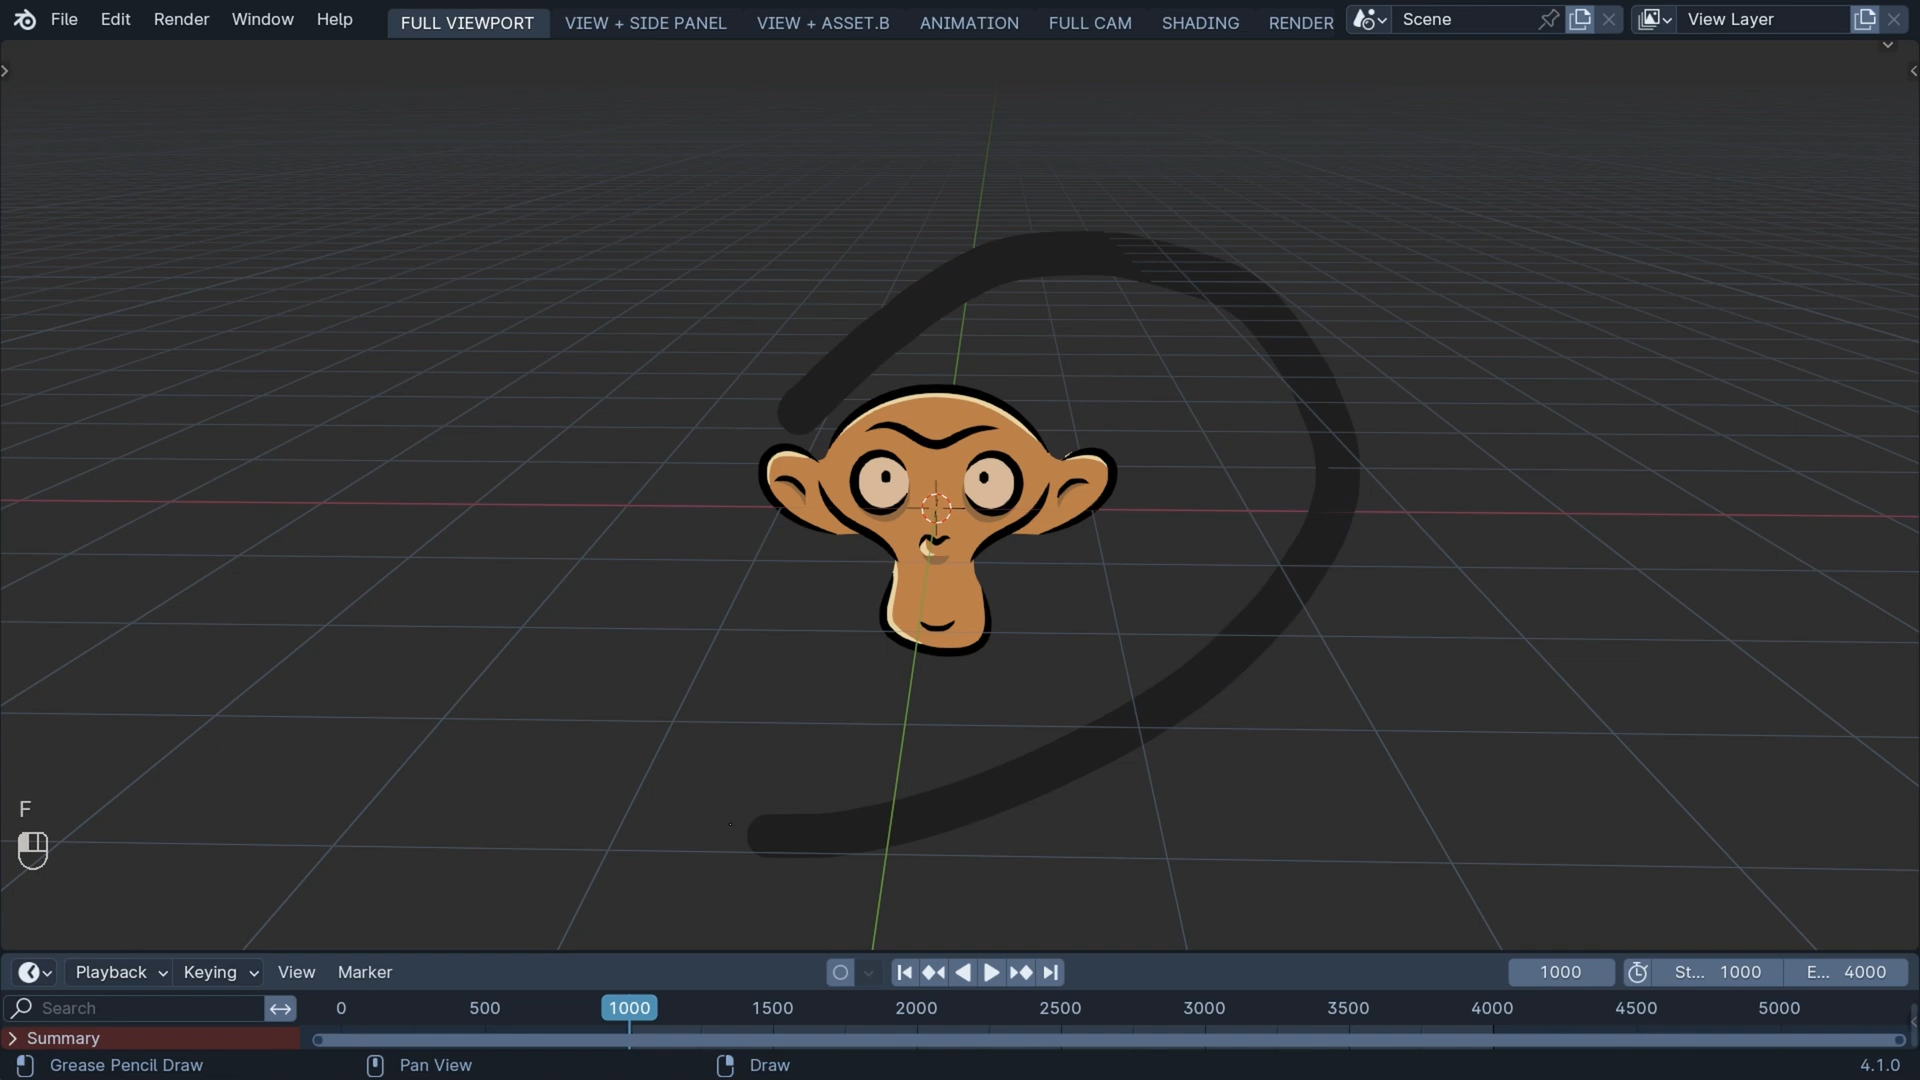 File Edit Render Window Help FULL VIEWPORT VIEW + SIDE PANEL VIEW + ASSET.B ANIMATION FULL CAM SHADING RENDER Scene View Layer
F
Playback Keying View Marker 1000 St... 1000 E... 4000
Search 0 500 1000 1500 2000 2500 3000 3500 4000 4500 5000
Summary
Grease Pencil Draw Pan View Draw 4.1.0